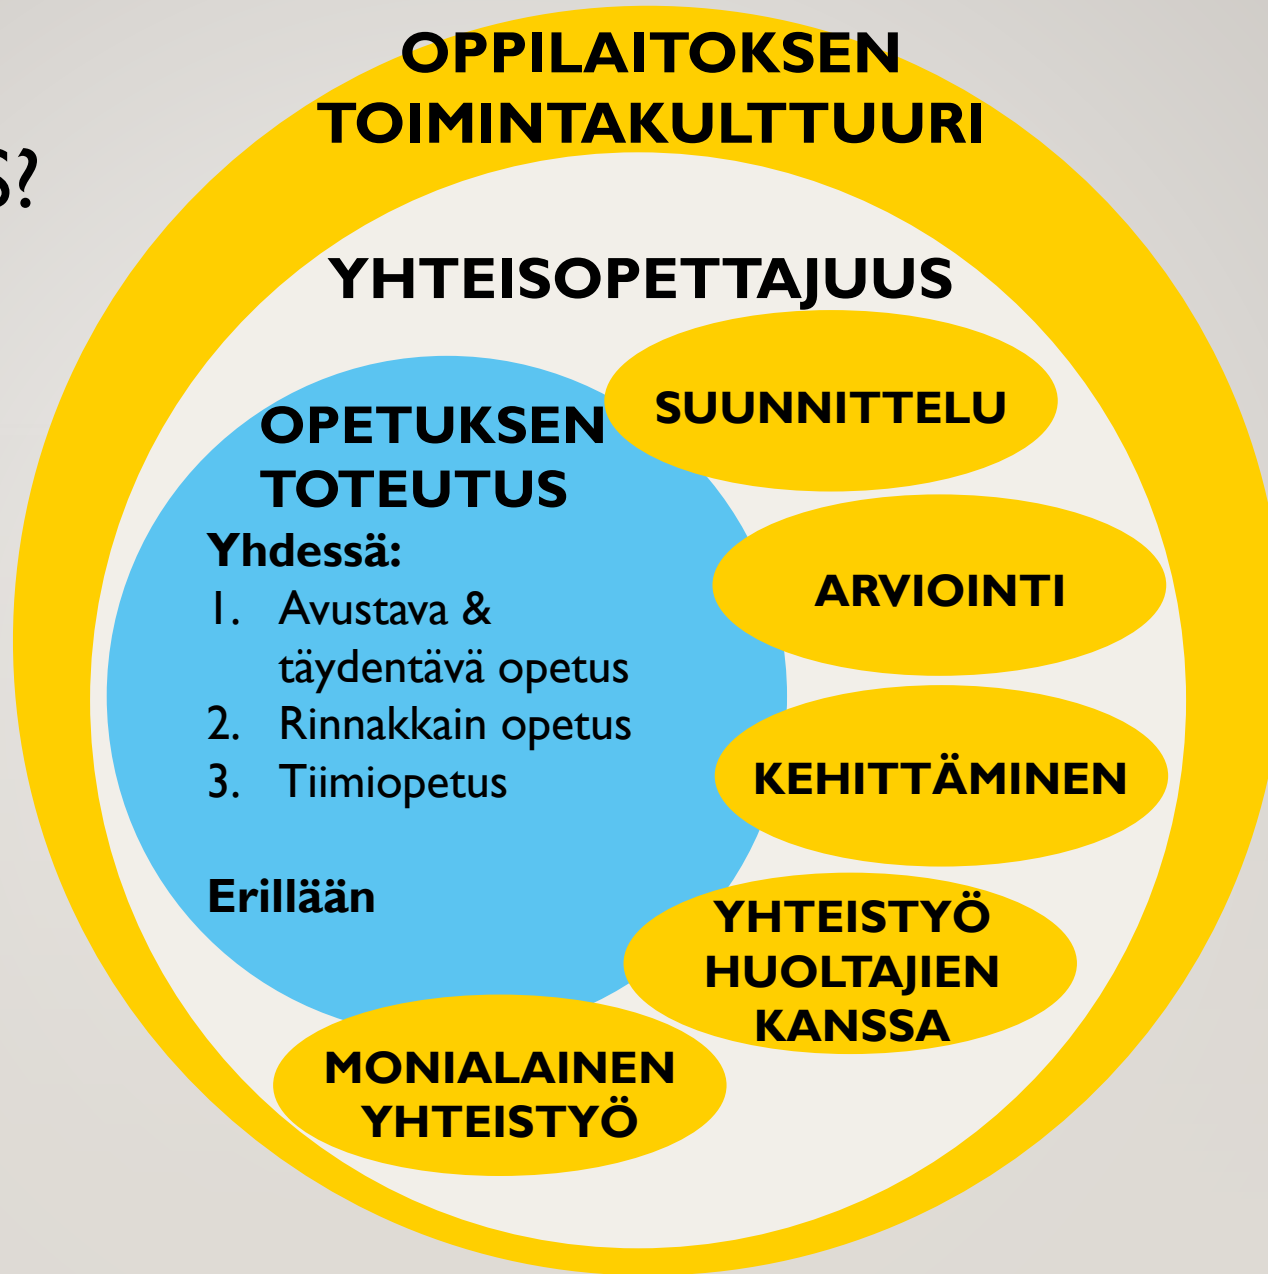 OPPILAITOKSEN
TOIMINTAKULTTUURI
S?
YHTEISOPETTAJUUS
SUUNNITTELU
OPETUKSEN
TOTEUTUS
Yhdessä:
1. Avustava &
täydentävä opetus
2. Rinnakkain opetus
3. Tiimiopetus
Erillään
ARVIOINTI
KEHITTÄMINEN
YHTEISTYÖ
HUOLTAJIEN
KANSSA
MONIALAINEN
YHTEISTYÖ